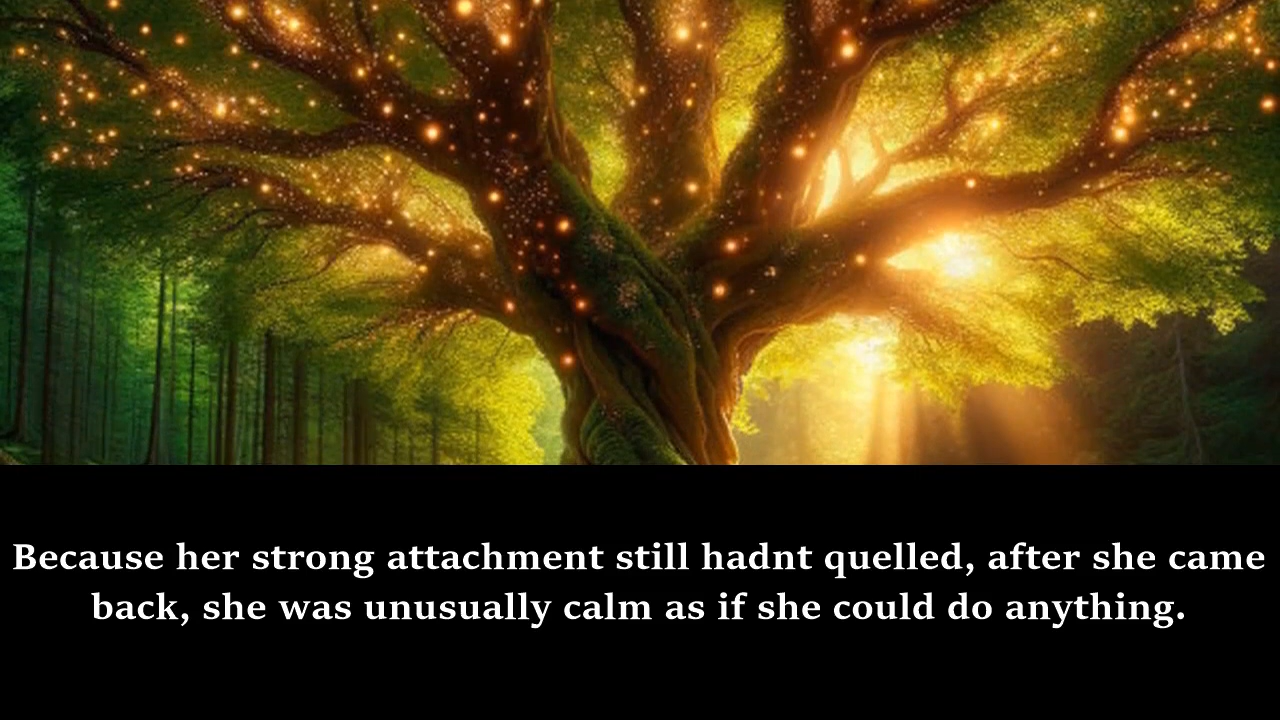 Because her strong attachment still hadnt quelled, after she came
back, she was unusually calm as if she could do anything.